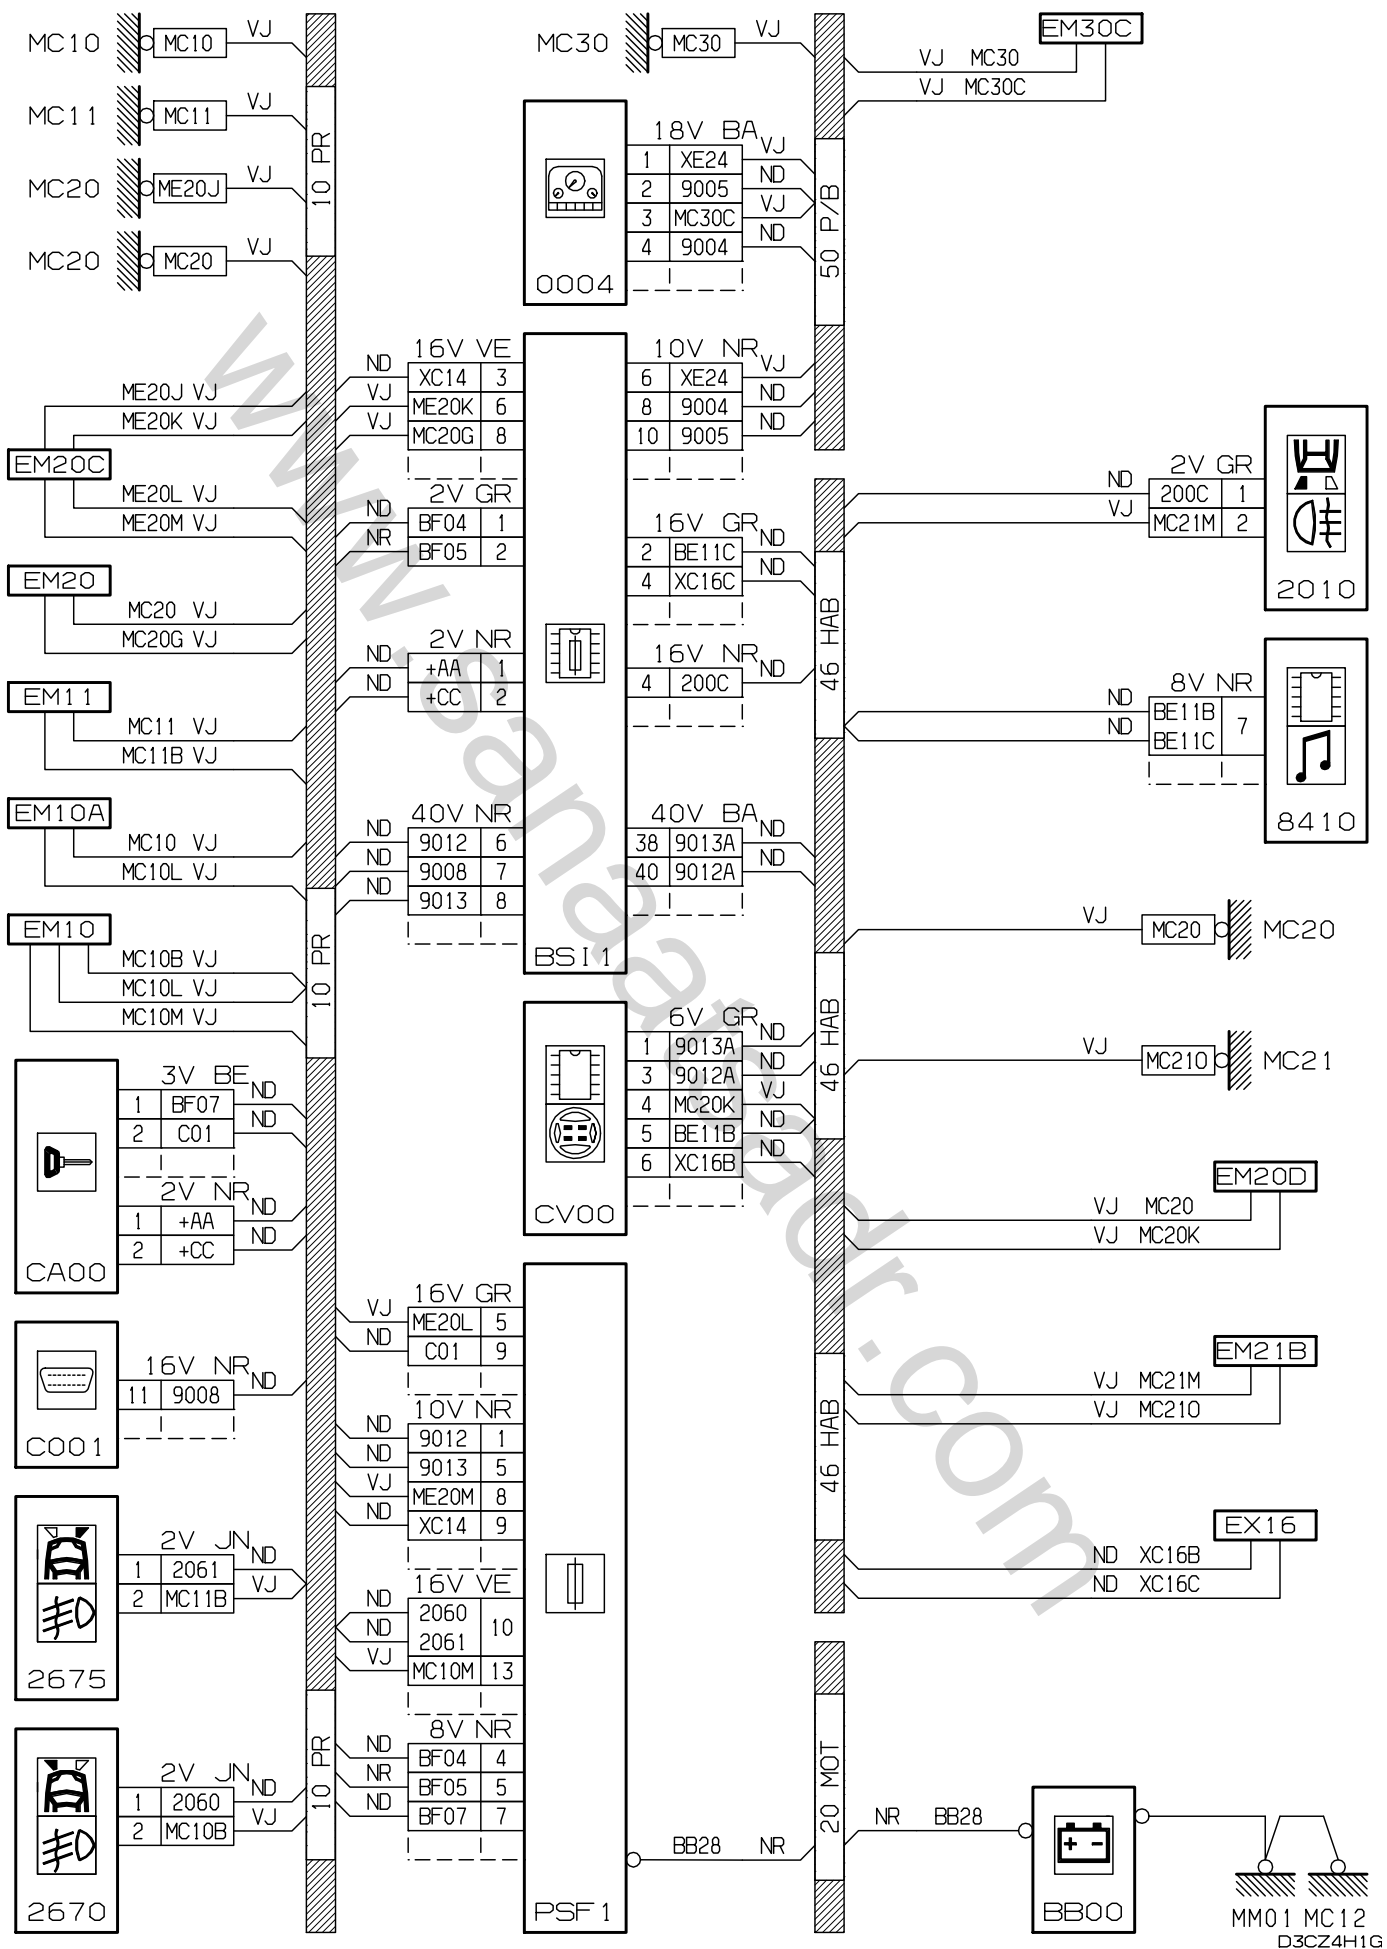 MC10 MC10 VJ
MC11 MC11 VJ
MC20 ME20J VJ
MC20 MC20 VJ
10 PR
ME20J VJ
ME20K VJ
EM20C
ME20L VJ
ME20M VJ
EM20
MC20 VJ
MC20G VJ
EM11
MC11 VJ
MC11B VJ
EM10A
MC10 VJ
MC10L VJ
EM10
MC10B VJ
MC10L VJ
MC10M VJ
10 PR
3V BE
1 BF07 ND
2 C01 ND
2V NR
1 +AA ND
2 +CC ND
CA00
16V NR
11 9008 ND
C001
2V JN
1 2061 ND
2 MC11B VJ
2675
2V JN
1 2060 ND
2 MC10B VJ
2670
10 PR
MC30 MC30 VJ
18V BA
1 XE24 VJ
2 9005 ND
3 MC30C VJ
4 9004 ND
0004
50 P/B
16V VE
ND XC14 3
VJ ME20K 6
VJ MC20G 8
2V GR
ND BF04 1
NR BF05 2
2V NR
ND +AA 1
ND +CC 2
40V NR
ND 9012 6
ND 9008 7
ND 9013 8
10V NR
6 XE24 VJ
8 9004 ND
10 9005 ND
16V GR
2 BE11C ND
4 XC16C ND
16V NR
4 200C ND
40V BA
38 9013A ND
40 9012A ND
BSI1
6V GR
1 9013A ND
3 9012A ND
4 MC20K VJ
5 BE11B ND
6 XC16B ND
CV00
16V GR
VJ ME20L 5
ND C01 9
10V NR
ND 9012 1
ND 9013 5
VJ ME20M 8
ND XC14 9
16V VE
ND 2060
10
ND 2061
VJ MC10M 13
8V NR
ND BF04 4
NR BF05 5
ND BF07 7
BB28 NR
PSF1
46 HAB
46 HAB
46 HAB
20 MOT
EM30C
VJ MC30
VJ MC30C
2V GR
ND 200C 1
VJ MC21M 2
2010
8V NR
ND BE11B
7
ND BE11C
8410
VJ MC20 MC20
VJ MC210 MC21
EM20D
VJ MC20
VJ MC20K
EM21B
VJ MC21M
VJ MC210
EX16
ND XC16B
ND XC16C
NR BB28
+ -
BB00
MM01 MC12
D3CZ4H1G
www.sanaatsadr.com